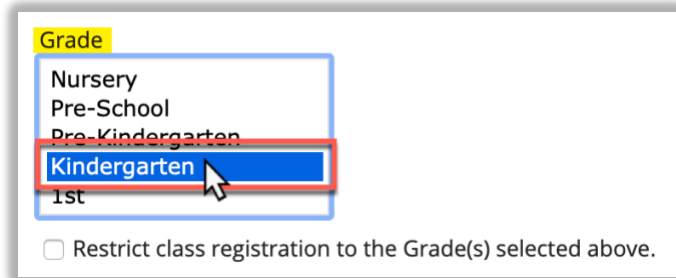 Grade
Nursery
Pre-School
Pre-Kindergarten
Kindergarten
1st
Restrict class registration to the Grade(s) selected above.